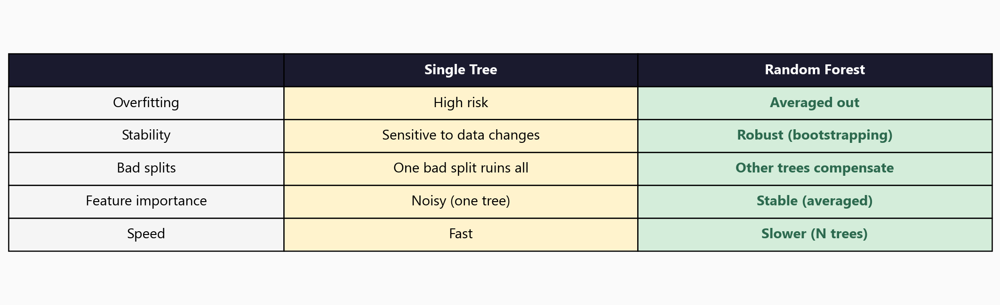 Single Tree Random Forest
Overfitting High risk Averaged out
Stability Sensitive to data changes Robust (bootstrapping)
Bad splits One bad split ruins all Other trees compensate
Feature importance Noisy (one tree) Stable (averaged)
Speed Fast Slower (N trees)